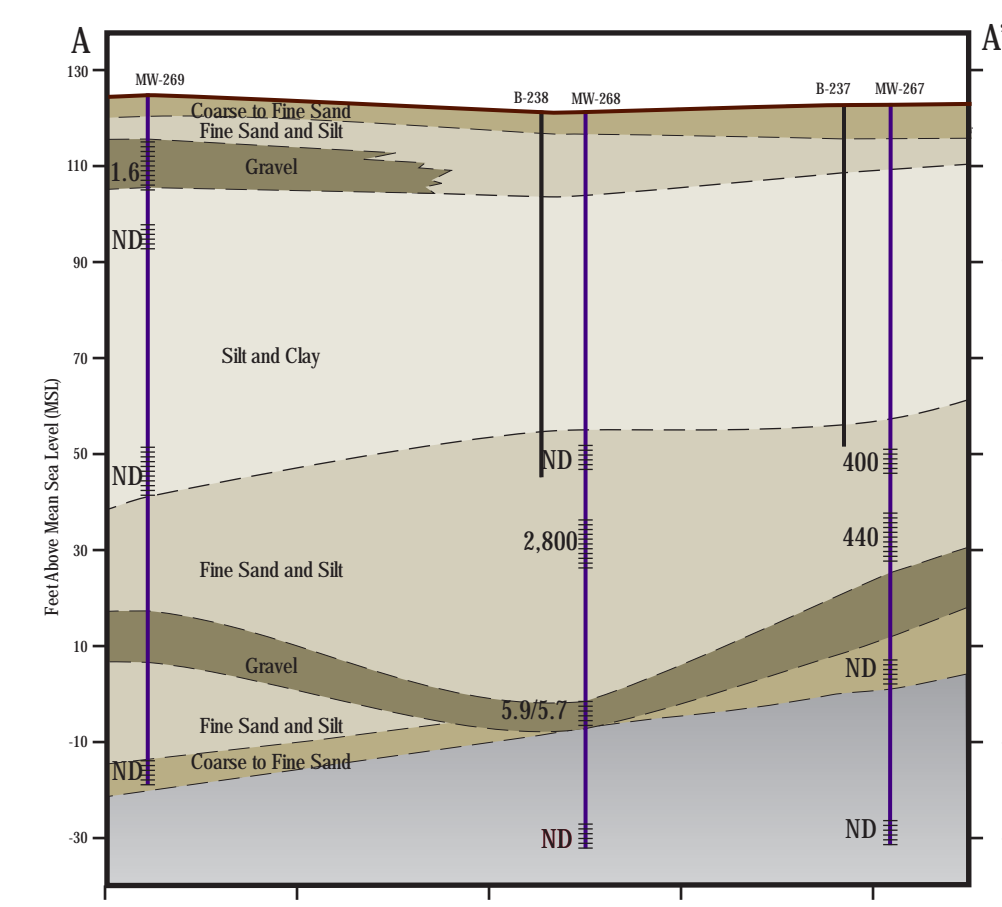 A
A'
130
MW-269
B-238
MW-268
B-237
MW-267
Coarse to Fine Sand
Fine Sand and Silt
110
1.6
Gravel
ND
90
Silt and Clay
70
Feet Above Mean Sea Level (MSL)
50
ND
ND
400
30
2,800
440
Fine Sand and Silt
10
Gravel
ND
5.9/5.7
Fine Sand and Silt
-10
Coarse to Fine Sand
ND
-30
ND
ND